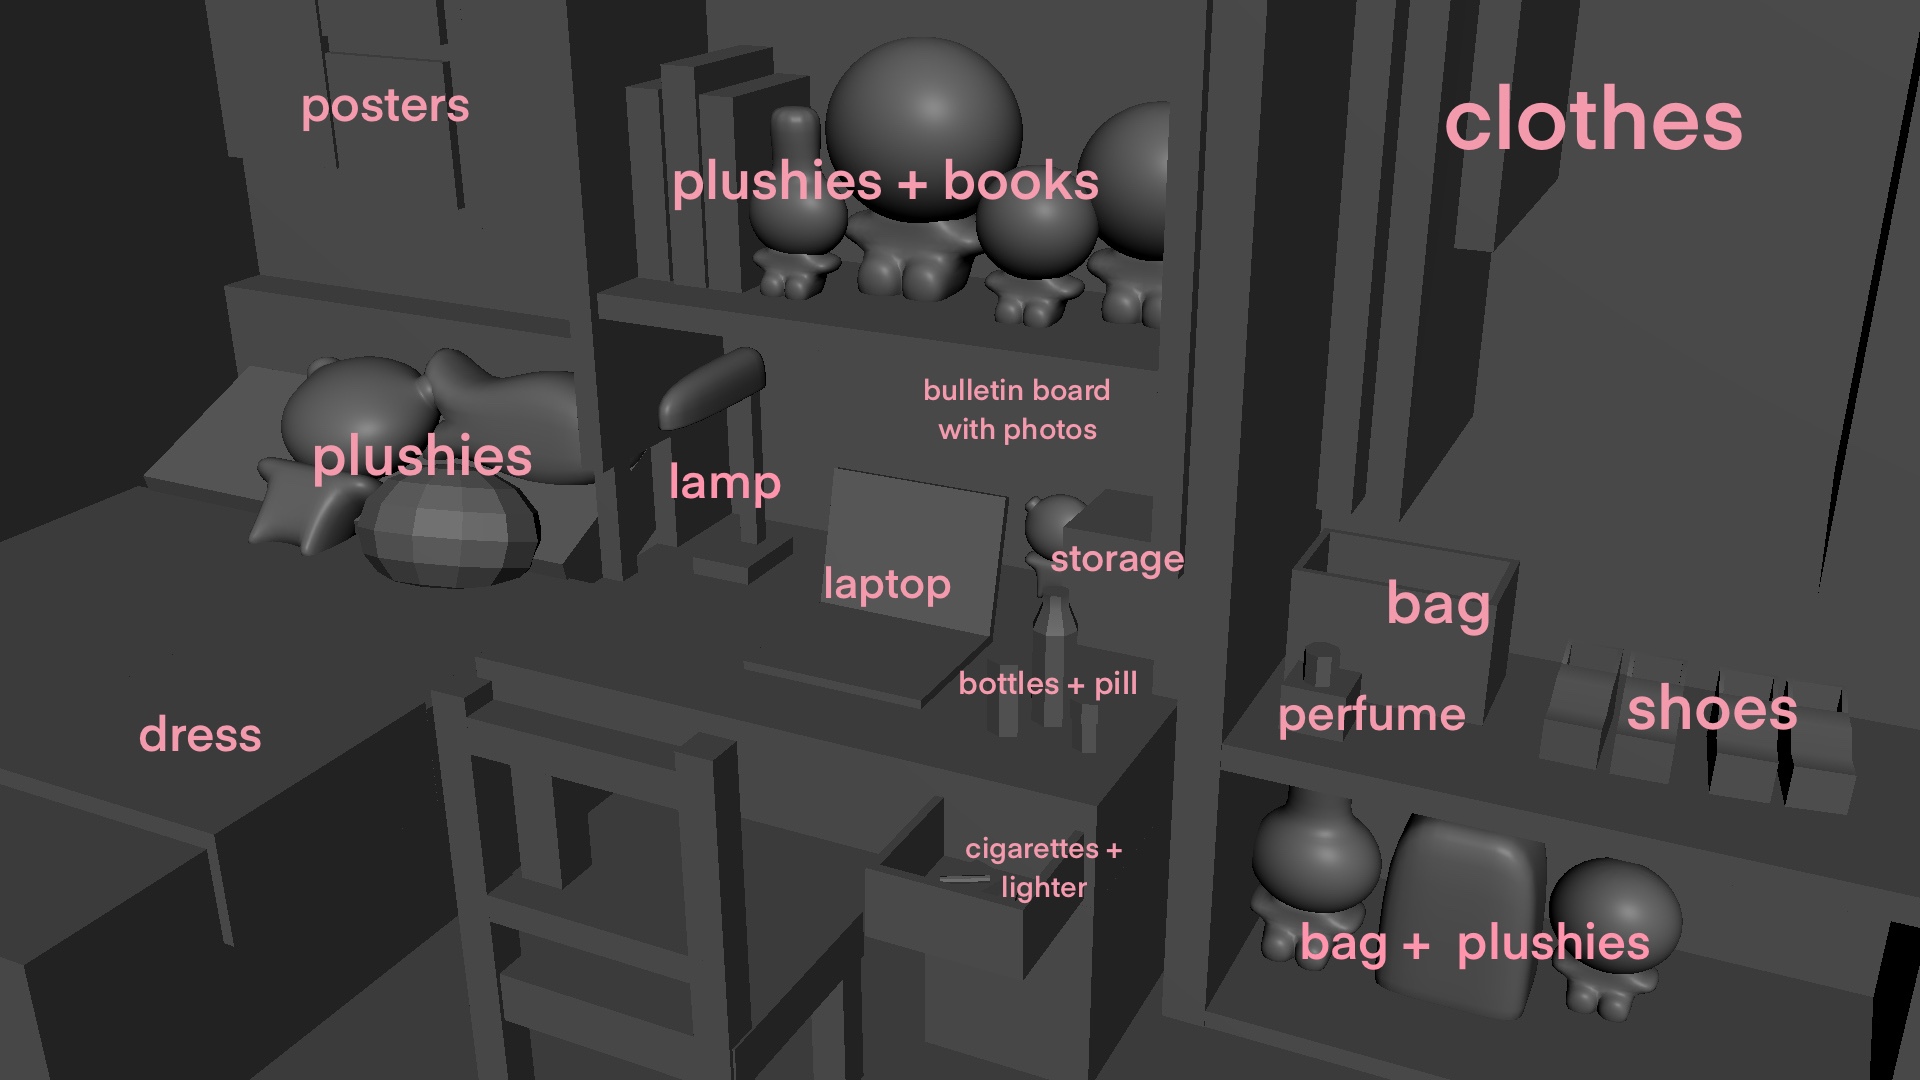 posters
clothes
plushies + books
bulletin board
with photos
plushies
lamp
storage
laptop
bag
bottles + pill
perfume
shoes
dress
cigarettes +
lighter
bag +  plushies